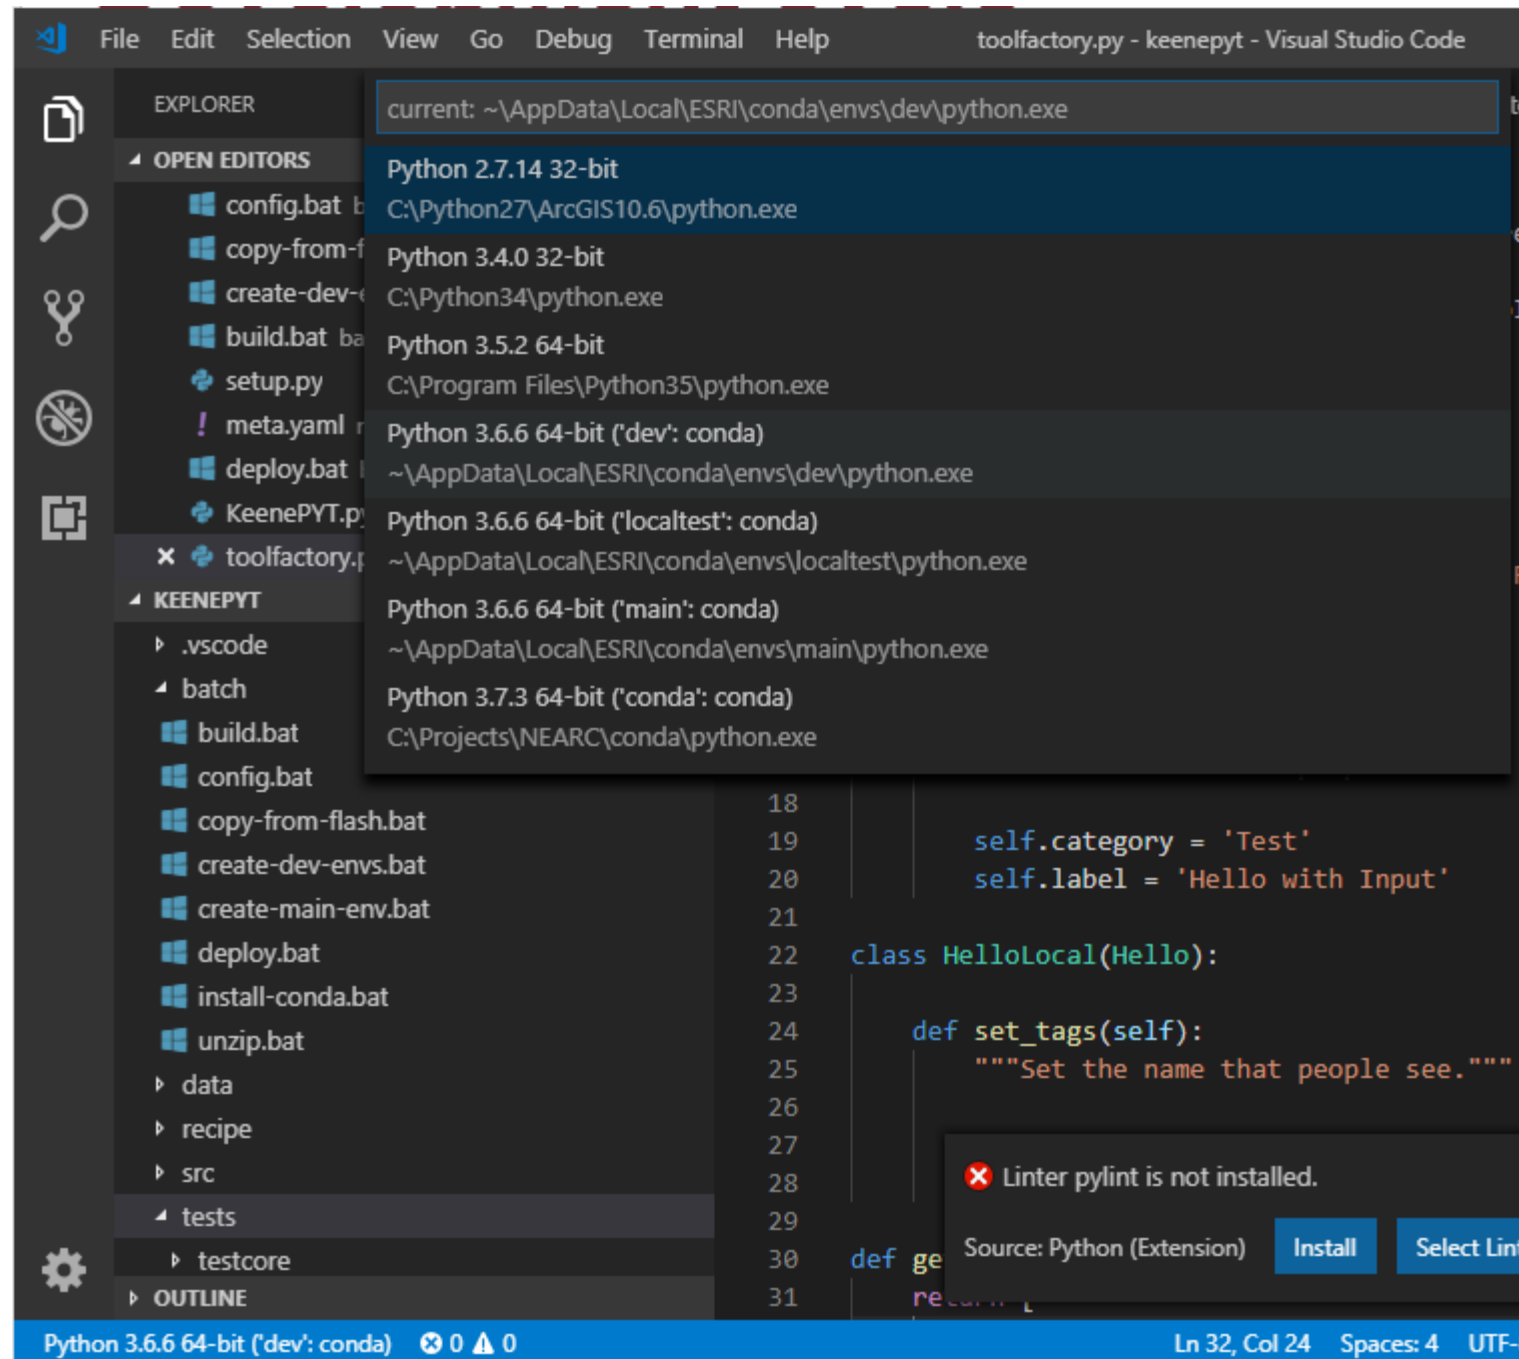 File Edit Selection View Go Debug Terminal Help toolfactory.py - keenepyt - Visual Studio Code
EXPLORER
current: ~\AppData\Local\ESRI\conda\envs\dev\python.exe
OPEN EDITORS
config.bat
copy-from-f
create-dev-
build.bat ba
setup.py
! meta.yaml
deploy.bat
KeenePYT.py
toolfactory.p
Python 2.7.14 32-bit
C:\Python27\ArcGIS10.6\python.exe
Python 3.4.0 32-bit
C:\Python34\python.exe
Python 3.5.2 64-bit
C:\Program Files\Python35\python.exe
Python 3.6.6 64-bit ('dev': conda)
~\AppData\Local\ESRI\conda\envs\dev\python.exe
Python 3.6.6 64-bit ('localtest': conda)
~\AppData\Local\ESRI\conda\envs\localtest\python.exe
Python 3.6.6 64-bit ('main': conda)
~\AppData\Local\ESRI\conda\envs\main\python.exe
Python 3.7.3 64-bit ('conda': conda)
C:\Projects\NEARC\conda\python.exe
KEENEPYT
.vscode
batch
build.bat
config.bat
copy-from-flash.bat
create-dev-envs.bat
create-main-env.bat
deploy.bat
install-conda.bat
unzip.bat
data
recipe
src
tests
testcore
OUTLINE
18
19 self.category = 'Test'
20 self.label = 'Hello with Input'
21
22 class HelloLocal(Hello):
23
24 def set_tags(self):
25 """Set the name that people see."""
26
27
28
29
30 def ge
31 return [
Linter pylint is not installed.
Source: Python (Extension) Install Select Lint
Python 3.6.6 64-bit ('dev': conda) 0 0 Ln 32, Col 24 Spaces: 4 UTF-